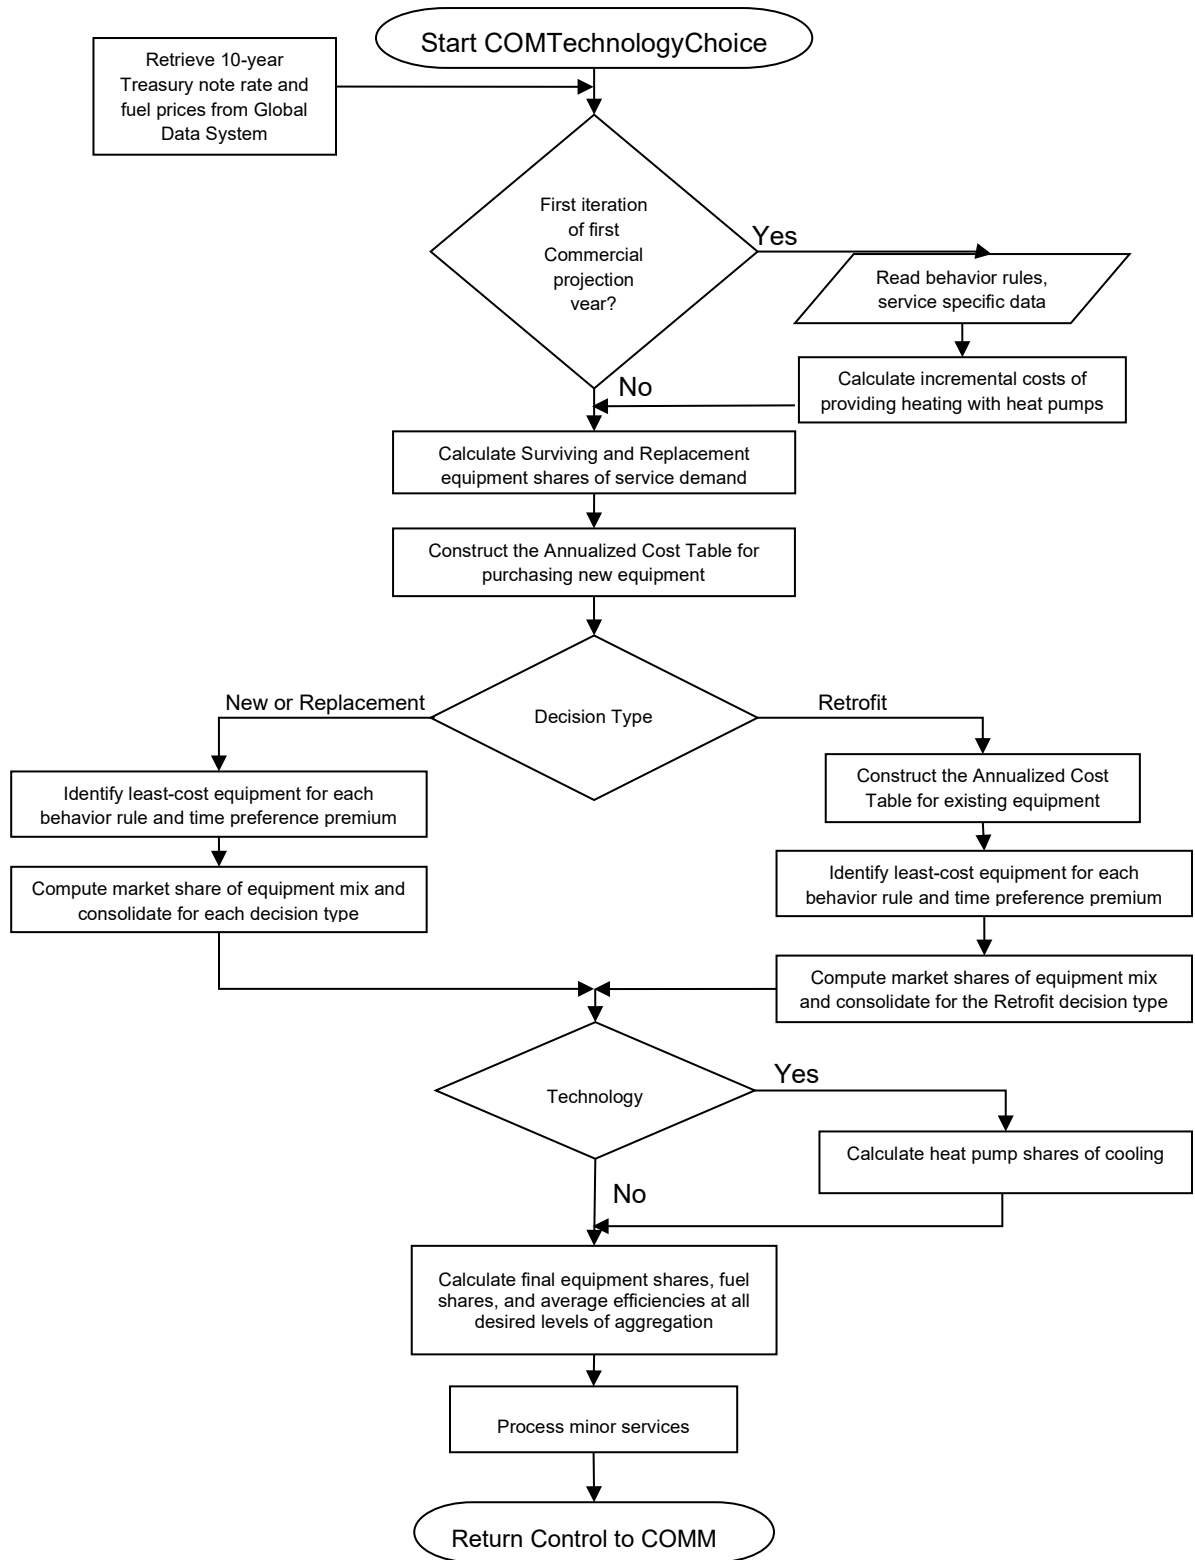 Start COMTechnologyChoice
Retrieve 10-year
Treasury note rate and
fuel prices from Global
Data System
First iteration
of first
Commercial
projection
year?
Yes
Read behavior rules,
service specific data
Calculate incremental costs of
providing heating with heat pumps
No
Calculate Surviving and Replacement
equipment shares of service demand
Construct the Annualized Cost Table for
purchasing new equipment
Decision Type
New or Replacement
Identify least-cost equipment for each
behavior rule and time preference premium
Compute market share of equipment mix and
consolidate for each decision type
Retrofit
Construct the Annualized Cost
Table for existing equipment
Identify least-cost equipment for each
behavior rule and time preference premium
Compute market shares of equipment mix
and consolidate for the Retrofit decision type
Technology
Yes
Calculate heat pump shares of cooling
No
Calculate final equipment shares, fuel
shares, and average efficiencies at all
desired levels of aggregation
Process minor services
Return Control to COMM